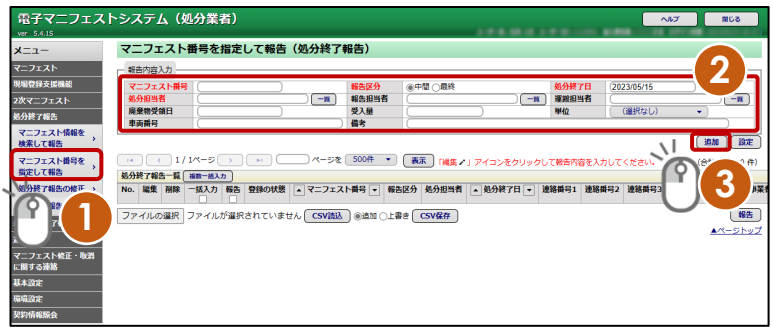 電子マニフェストシステム（処分業者）
ver 5.4.15
ヘルプ
閉じる
メニュー
マニフェスト
現場登録支援機能
2次マニフェスト
処分終了報告
マニフェスト情報を
検索して報告
マニフェスト番号を
指定して報告
処分終了報告の修正
マニフェスト修正・取消
に関する連絡
基本設定
環境設定
契約情報照会
マニフェスト番号を指定して報告（処分終了報告）
報告内容入力
マニフェスト番号 報告区分 ◉中間 ○最終 処分終了日 2023/05/15
処分担当者 一覧 報告担当者 一覧 運搬担当者 一覧
廃棄物受領日 受入量 単位 （選択なし）
車両番号 備考
追加 設定
1 / 1ページ ページを 500件 表示 「編集」アイコンをクリックして報告内容を入力してください。
処分終了報告一覧 複数一括入力
No. 編集 削除 一括入力 報告 登録の状態 ▲ マニフェスト番号 ▼ 報告区分 処分担当者 ▲ 処分終了日 ▼ 連絡番号1 連絡番号2 連絡番号3
ファイルの選択 ファイルが選択されていません CSV読込 ◉追加 ○上書き CSV保存
報告
▲ページトップ
1
2
3